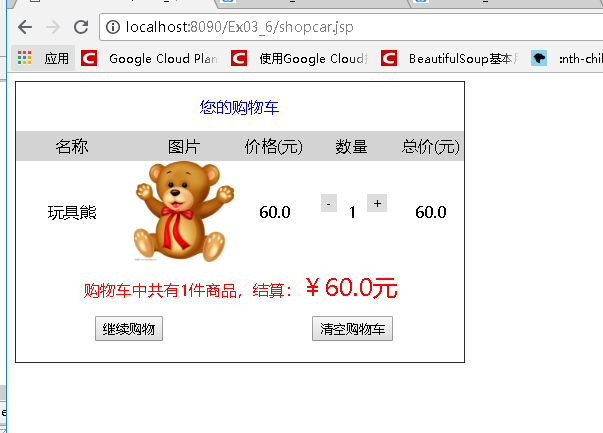 localhost:8090/Ex03_6/shopcar.jsp
应用 Google Cloud Plan 使用Google Cloud BeautifulSoup基本 :nth-chil
您的购物车
名称 图片 价格(元) 数量 总价(元)
玩具熊 60.0 - 1 + 60.0
购物车中共有1件商品，结算：￥60.0元
继续购物 清空购物车